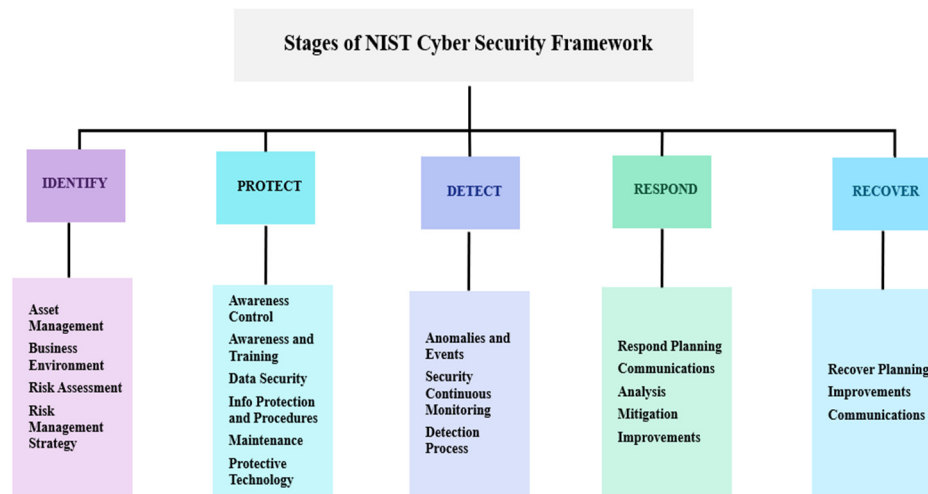 Stages of NIST Cyber Security Framework
IDENTIFY
PROTECT
DETECT
RESPOND
RECOVER
Asset
Management
Business
Environment
Risk Assessment
Risk
Management
Strategy
Awareness
Control
Awareness and
Training
Data Security
Info Protection
and Procedures
Maintenance
Protective
Technology
Anomalies and
Events
Security
Continuous
Monitoring
Detection
Process
Respond Planning
Communications
Analysis
Mitigation
Improvements
Recover Planning
Improvements
Communications